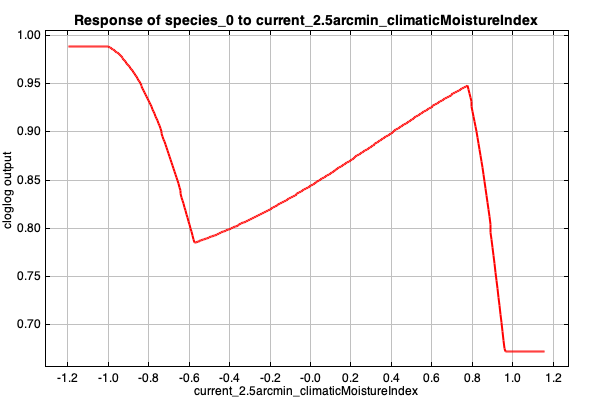 Response of species_0 to current_2.5arcmin_climaticMoistureIndex
cloglog output
1.00
0.95
0.90
0.85
0.80
0.75
0.70
-1.2 -1.0 -0.8 -0.6 -0.4 -0.2 -0.0 0.2 0.4 0.6 0.8 1.0 1.2
current_2.5arcmin_climaticMoistureIndex